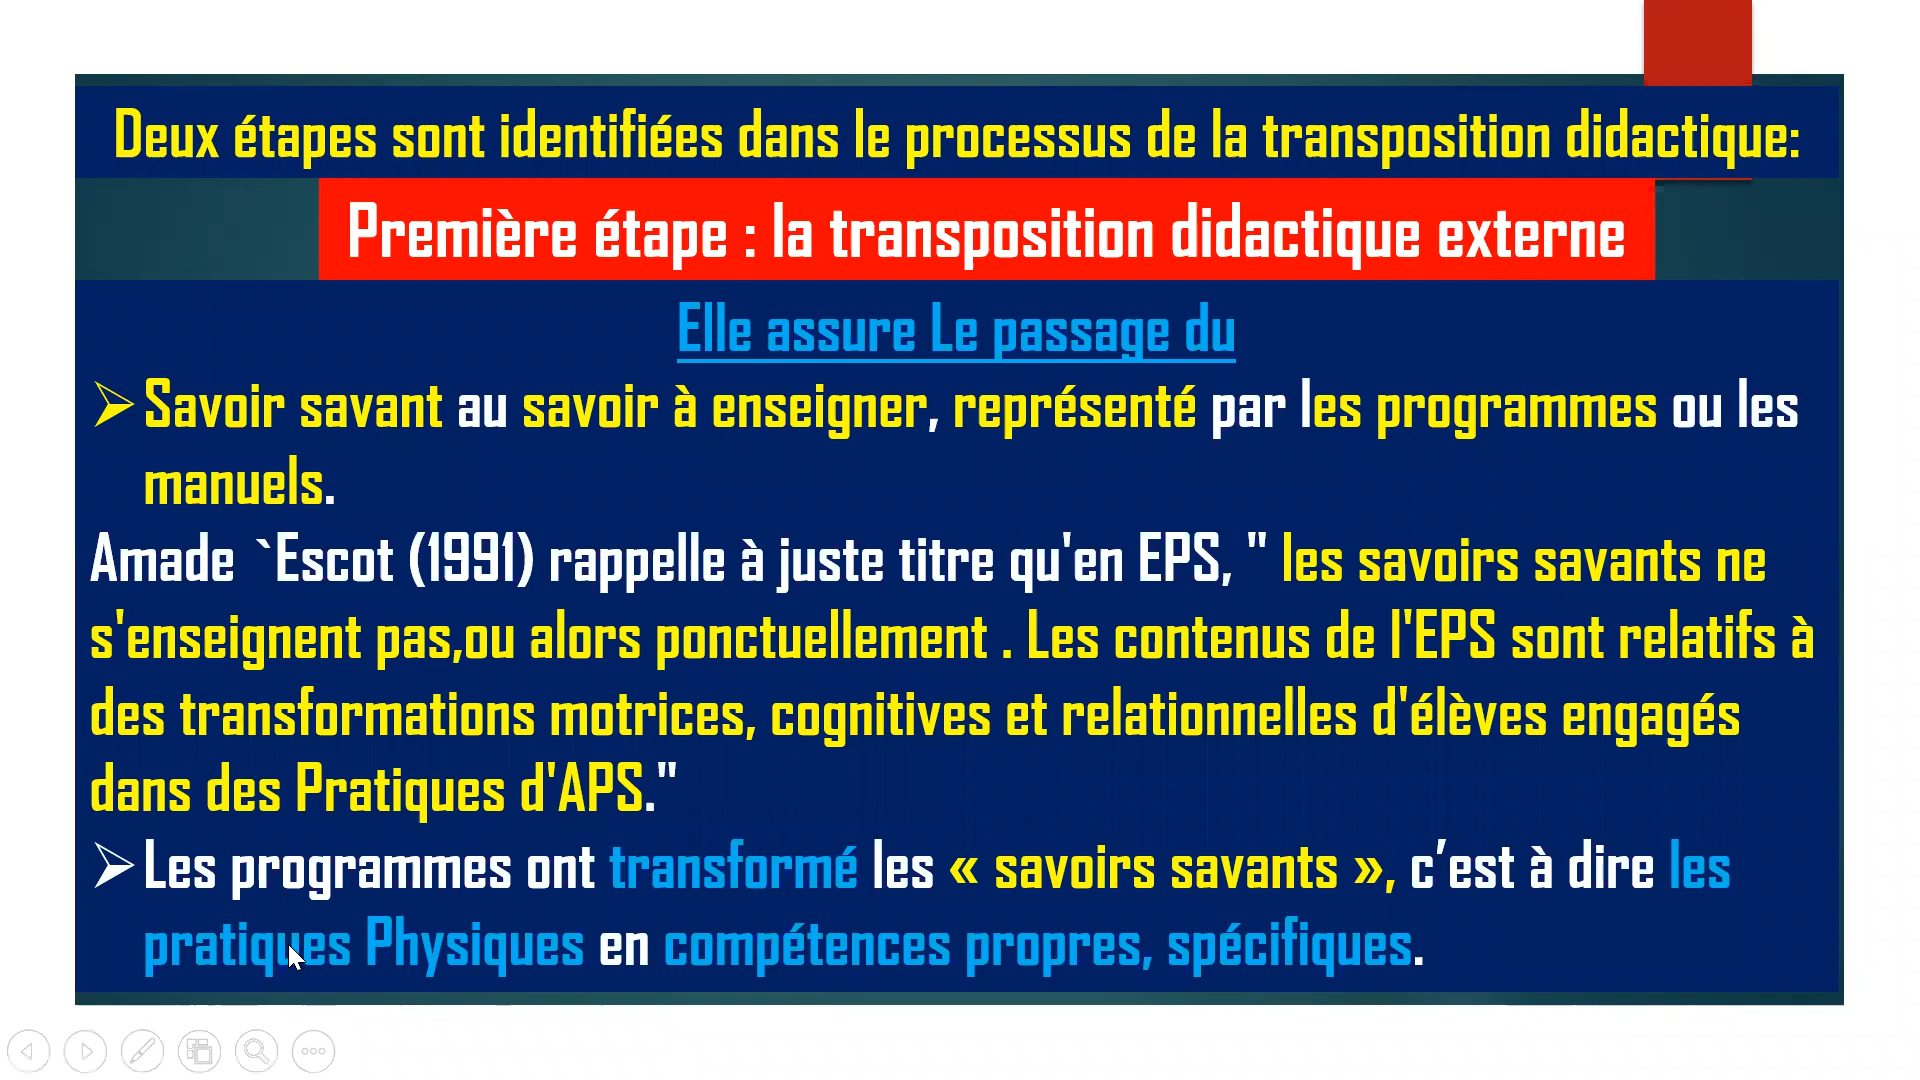 Deux étapes sont identifiées dans le processus de la transposition didactique:
Première étape : la transposition didactique externe
Elle assure Le passage du
➢ Savoir savant au savoir à enseigner, représenté par les programmes ou les
manuels.
Amade `Escot (1991) rappelle à juste titre qu'en EPS, " les savoirs savants ne
s'enseignent pas,ou alors ponctuellement . Les contenus de l'EPS sont relatifs à
des transformations motrices, cognitives et relationnelles d'élèves engagés
dans des Pratiques d'APS."
➢ Les programmes ont transformé les « savoirs savants », c’est à dire les
pratiques Physiques en compétences propres, spécifiques.